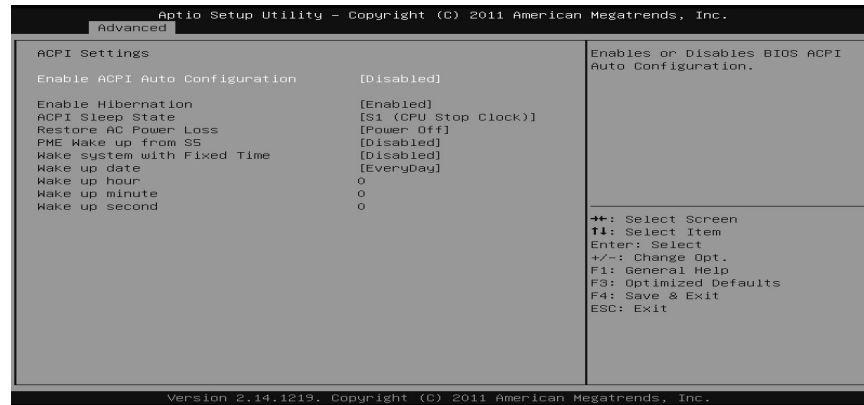 Aptio Setup Utility – Copyright (C) 2011 American Megatrends, Inc.
Advanced
ACPI Settings
Enable ACPI Auto Configuration [Disabled]
Enable Hibernation [Enabled]
ACPI Sleep State [S1 (CPU Stop Clock)]
Restore AC Power Loss [Power Off]
PME Wake up from S5 [Disabled]
Wake system with Fixed Time [Disabled]
Wake up date [EveryDay]
Wake up hour 0
Wake up minute 0
Wake up second 0
Enables or Disables BIOS ACPI
Auto Configuration.
→←: Select Screen
↑↓: Select Item
Enter: Select
+/-: Change Opt.
F1: General Help
F3: Optimized Defaults
F4: Save & Exit
ESC: Exit
Version 2.14.1219. Copyright (C) 2011 American Megatrends, Inc.